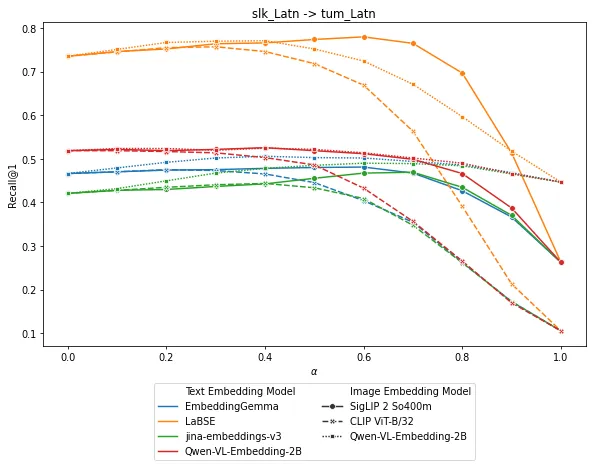 slk_Latn -> tum_Latn
Recall@1
0.8
0.7
0.6
0.5
0.4
0.3
0.2
0.1
0.0 0.2 0.4 0.6 0.8 1.0
α
Text Embedding Model Image Embedding Model
EmbeddingGemma SigLIP 2 So400m
LaBSE CLIP ViT-B/32
jina-embeddings-v3 Qwen-VL-Embedding-2B
Qwen-VL-Embedding-2B